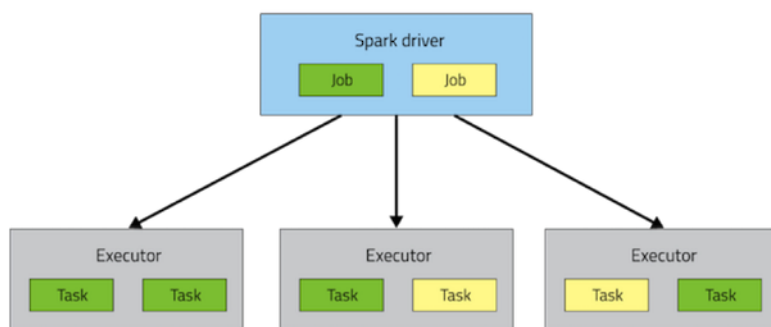 Spark driver
Job Job
Executor Executor Executor
Task Task Task Task Task Task